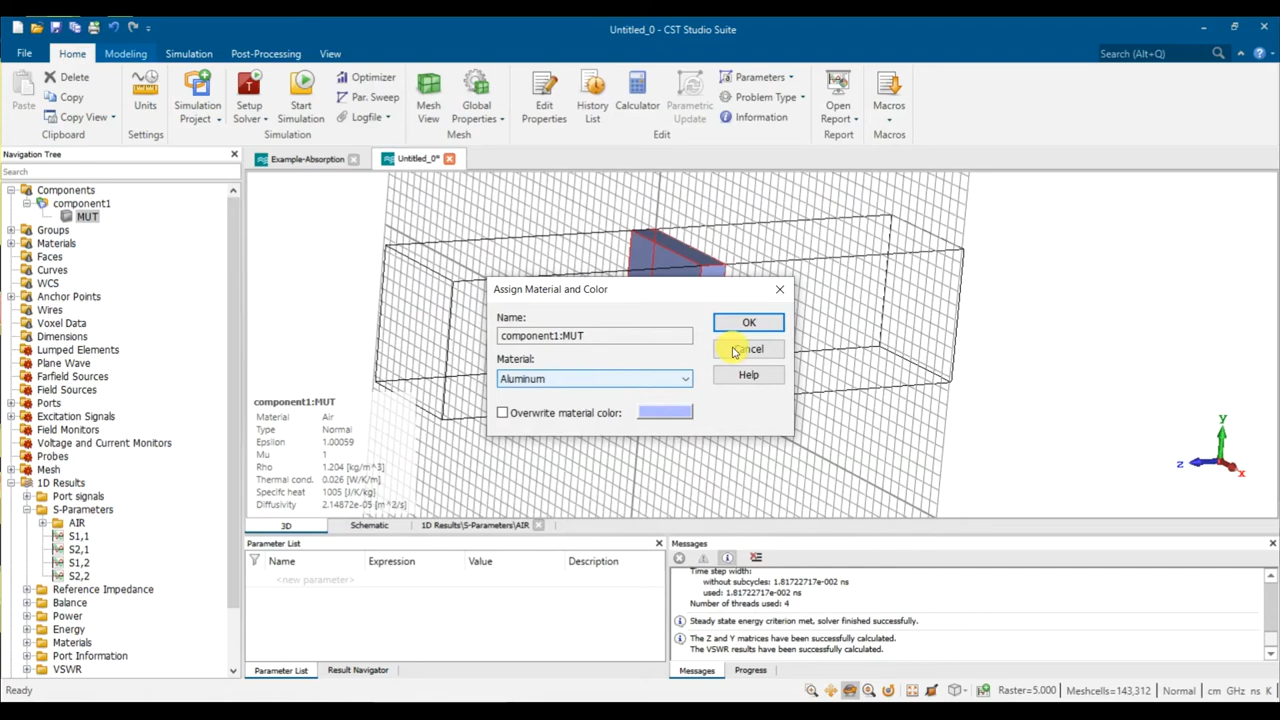 Untitled_0 - CST Studio Suite
File Home Modeling Simulation Post-Processing View Search (Alt+Q)
Paste Delete Copy Copy View Clipboard
Units Settings
Simulation Project Setup Solver Start Simulation Optimizer Par. Sweep Logfile Simulation
Mesh View Global Properties Mesh
Edit Properties History List Calculator Parametric Update Parameters Problem Type Information Edit
Open Report Report
Macros Macros
Navigation Tree
Example-Absorption Untitled_0*
Search
Components
component1
MUT
Groups
Materials
Faces
Curves
WCS
Anchor Points
Wires
Voxel Data
Dimensions
Lumped Elements
Plane Wave
Farfield Sources
Field Sources
Ports
Excitation Signals
Field Monitors
Voltage and Current Monitors
Probes
Mesh
1D Results
Port signals
S-Parameters
AIR
S1,1
S2,1
S1,2
S2,2
Reference Impedance
Balance
Power
Energy
Materials
Port Information
VSWR
Assign Material and Color
Name:
component1:MUT
Material:
Aluminum
Overwrite material color:
OK
Help
component1:MUT
Material Air
Type Normal
Epsilon 1.00059
Mu 1
Rho 1.204 [kg/m^3]
Thermal cond. 0.026 [W/K/m]
Specifc heat 1005 [J/K/kg]
Diffusivity 2.14872e-05 [m^2/s]
y
z
x
3D Schematic 1D Results\S-Parameters\AIR
Parameter List
Name Expression Value Description
<new parameter>
Parameter List Result Navigator
Messages
Time step width:
without subcycles: 1.81722717e-002 ns
used: 1.81722717e-002 ns
Number of threads used: 4
Steady state energy criterion met, solver finished successfully.
The Z and Y matrices have been successfully calculated.
The VSWR results have been successfully calculated.
Messages Progress
Ready Raster=5.000 Meshcells=143,312 Normal cm GHz ns K